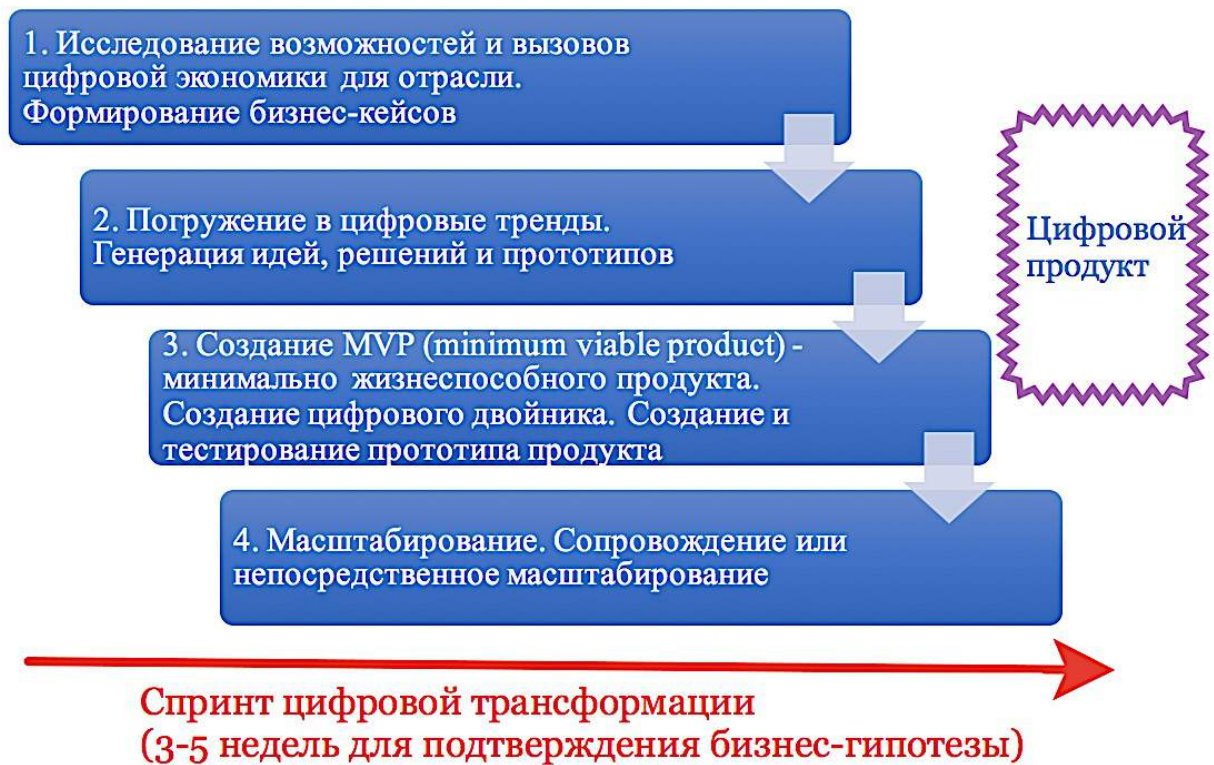 1. Исследование возможностей и вызовов
цифровой экономики для отрасли.
Формирование бизнес-кейсов
2. Погружение в цифровые тренды.
Генерация идей, решений и прототипов
3. Создание MVP (minimum viable product) -
минимально жизнеспособного продукта.
Создание цифрового двойника. Создание и
тестирование прототипа продукта
4. Масштабирование. Сопровождение или
непосредственное масштабирование
Цифровой
продукт
Спринт цифровой трансформации
(3-5 недель для подтверждения бизнес-гипотезы)